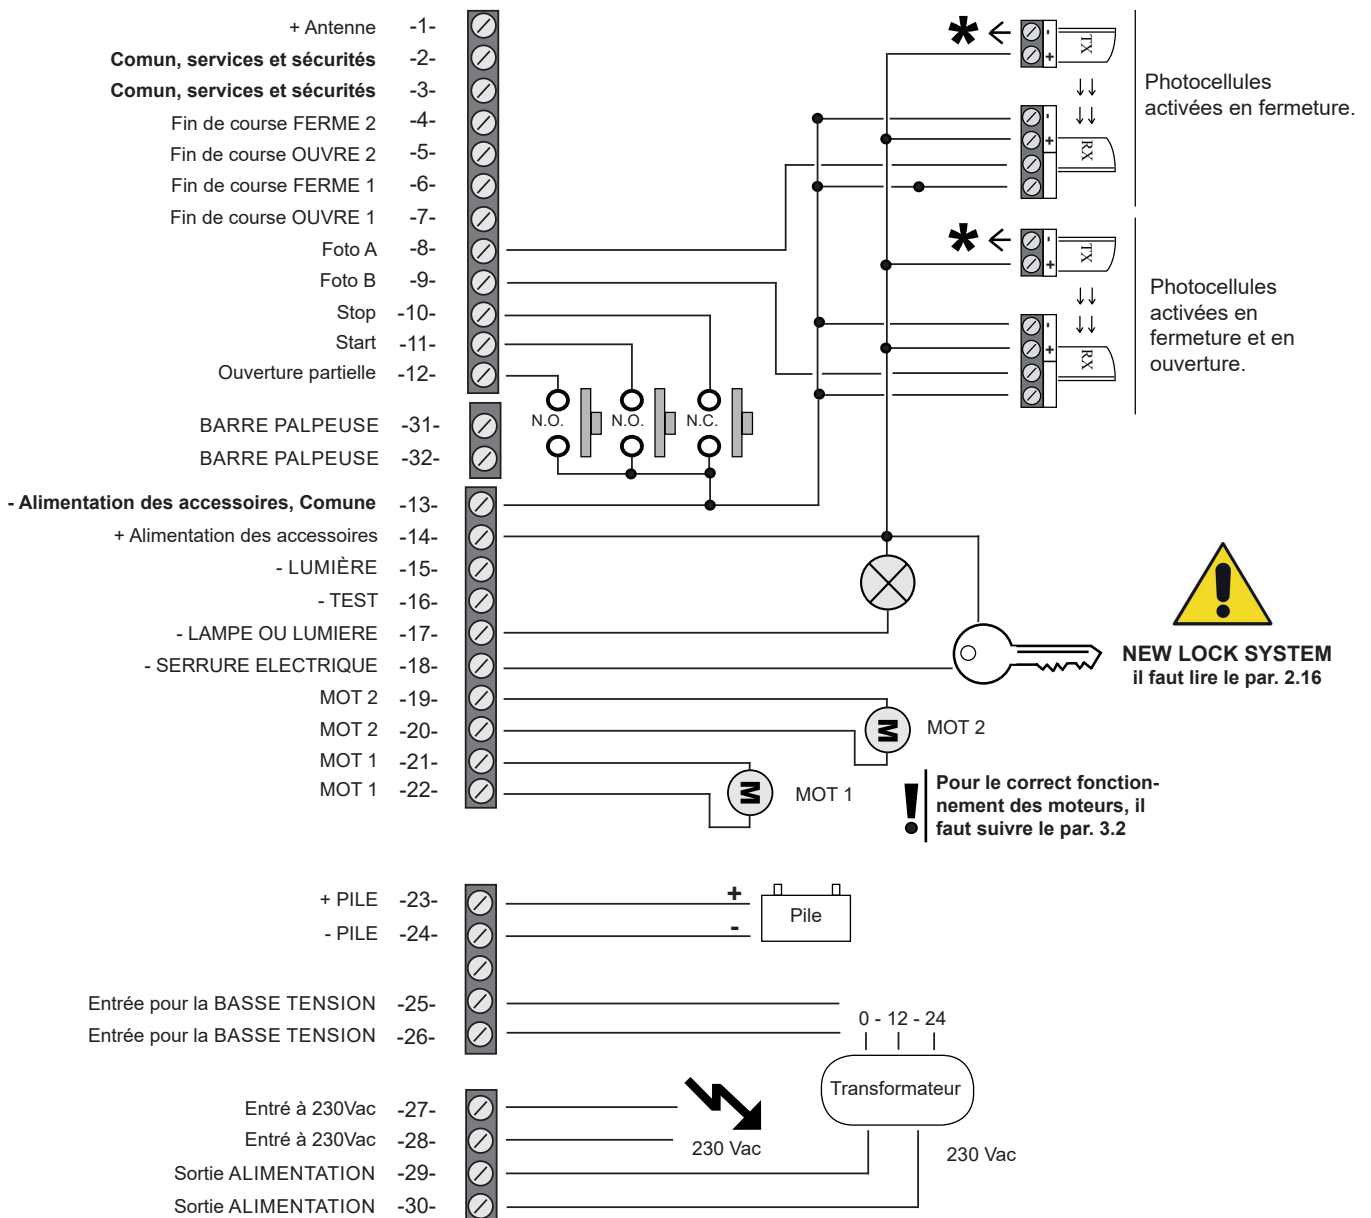 + Antenne -1-
Comun, services et sécurités -2-
Comun, services et sécurités -3-
Fin de course FERME 2 -4-
Fin de course OUVRE 2 -5-
Fin de course FERME 1 -6-
Fin de course OUVRE 1 -7-
Foto A -8-
Foto B -9-
Stop -10-
Start -11-
Ouverture partielle -12-
BARRE PALPEUSE -31-
BARRE PALPEUSE -32-
- Alimentation des accessoires, Comune -13-
+ Alimentation des accessoires -14-
- LUMIÈRE -15-
- TEST -16-
- LAMPE OU LUMIERE -17-
- SERRURE ELECTRIQUE -18-
MOT 2 -19-
MOT 2 -20-
MOT 1 -21-
MOT 1 -22-
+ PILE -23-
- PILE -24-
Entrée pour la BASSE TENSION -25-
Entrée pour la BASSE TENSION -26-
Entré à 230Vac -27-
Entré à 230Vac -28-
Sortie ALIMENTATION -29-
Sortie ALIMENTATION -30-
N.O. N.O. N.C.
* - + TX
- + RX
Photocellules
activées en fermeture.
* - + TX
- + RX
Photocellules
activées en
fermeture et en
ouverture.
!
NEW LOCK SYSTEM
il faut lire le par. 2.16
M MOT 2
M MOT 1
! Pour le correct fonction-
nement des moteurs, il
faut suivre le par. 3.2
+ - Pile
0 - 12 - 24
Transformateur
230 Vac
230 Vac